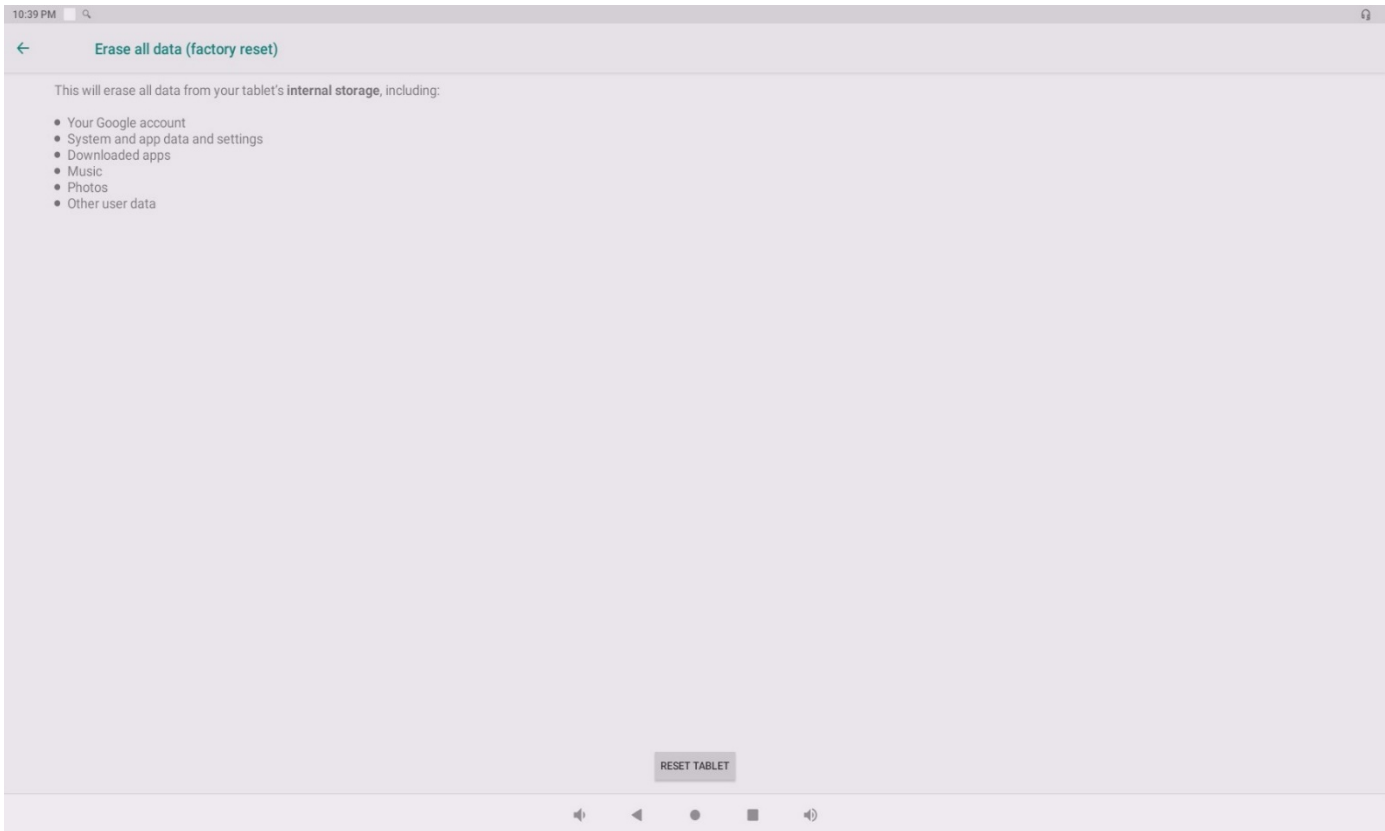 10:39 PM
Erase all data (factory reset)
This will erase all data from your tablet's internal storage, including:
• Your Google account
• System and app data and settings
• Downloaded apps
• Music
• Photos
• Other user data
RESET TABLET